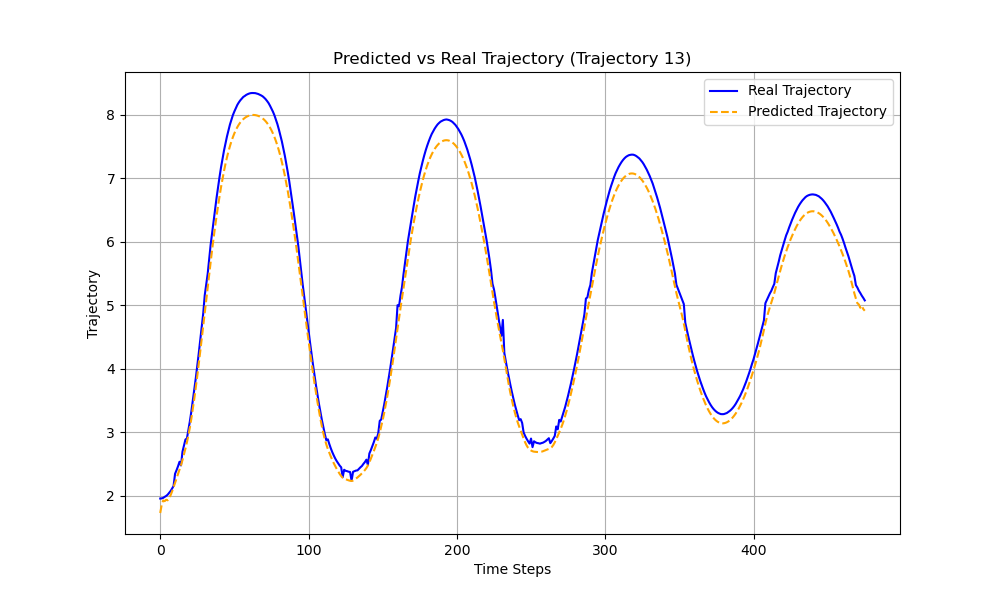 Predicted vs Real Trajectory (Trajectory 13)
Real Trajectory
Predicted Trajectory
8
7
6
5
4
3
2
Trajectory
0 100 200 300 400
Time Steps